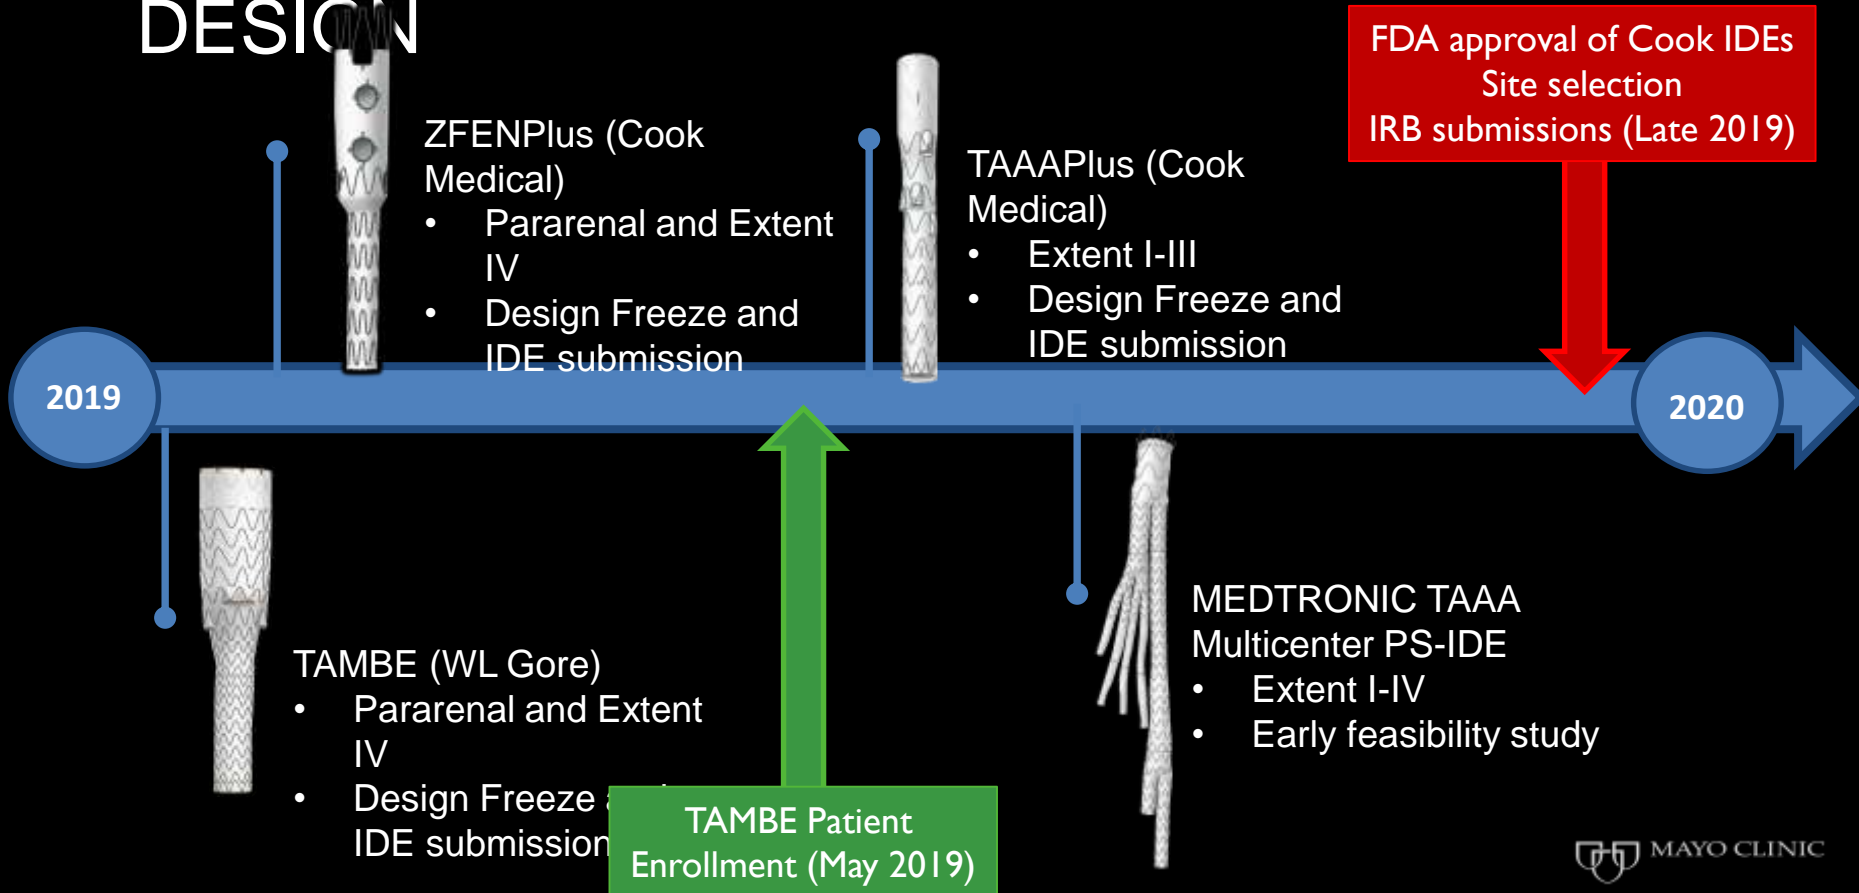 DESIGN
FDA approval of Cook IDEs
Site selection
IRB submissions (Late 2019)
ZFENPlus (Cook
Medical)
• Pararenal and Extent
IV
• Design Freeze and
IDE submission
TAAAPlus (Cook
Medical)
• Extent I-III
• Design Freeze and
IDE submission
2019
2020
TAMBE (WL Gore)
• Pararenal and Extent
IV
• Design Freeze
IDE submission
TAMBE Patient
Enrollment (May 2019)
MEDTRONIC TAAA
Multicenter PS-IDE
• Extent I-IV
• Early feasibility study
MAYO CLINIC